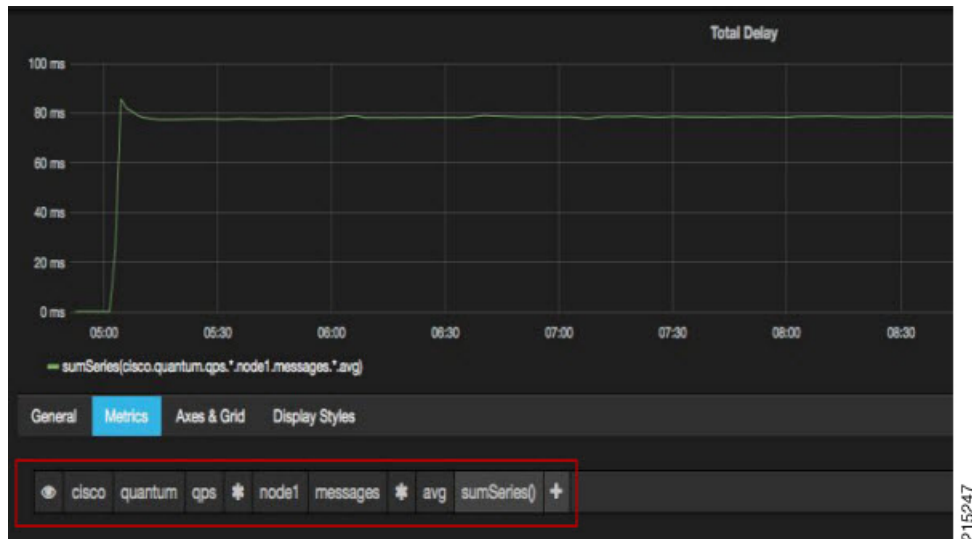 Total Delay
100 ms
80 ms
60 ms
40 ms
20 ms
0 ms
05:00 05:30 06:00 06:30 07:00 07:30 08:00 08:30
sumSeries(cisco.quantum.qps.*.node1.messages.*.avg)
General Metrics Axes & Grid Display Styles
cisco quantum qps * node1 messages * avg sumSeries() +
215247